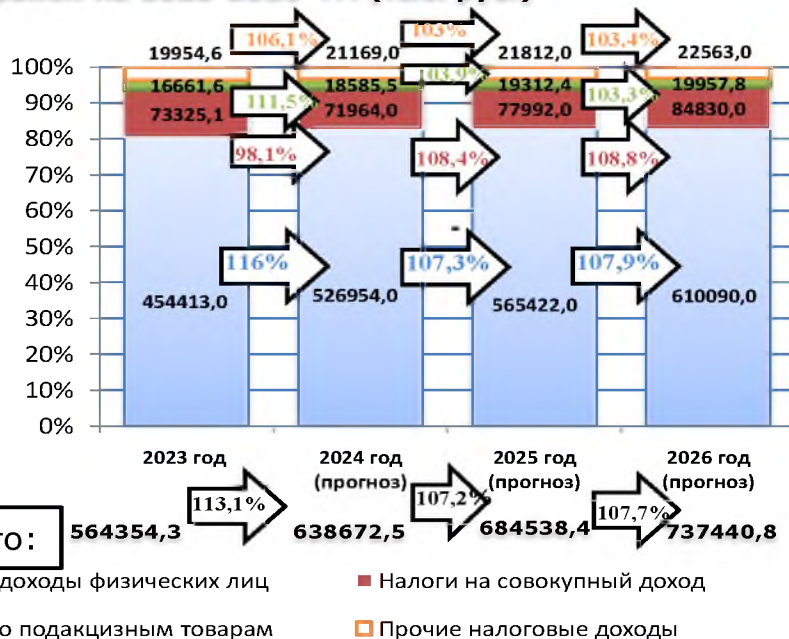 19954,6 106,1% 21169,0 103% 21812,0 103,4% 22563,0
100%
16661,6 111,5% 18585,5 103,9% 19312,4 103,3% 19957,8
90%
73325,1 71964,0 77992,0 84830,0
80%
98,1% 108,4% 108,8%
70%
60%
50%
116% 107,3% 107,9%
40%
454413,0 526954,0 565422,0 610090,0
30%
20%
10%
0%
2023 год 2024 год 2025 год 2026 год
(прогноз) (прогноз) (прогноз)
113,1% 107,2% 107,7%
564354,3 638672,5 684538,4 737440,8
доходы физических лиц Налоги на совокупный доход
о подакцизным товарам Прочие налоговые доходы